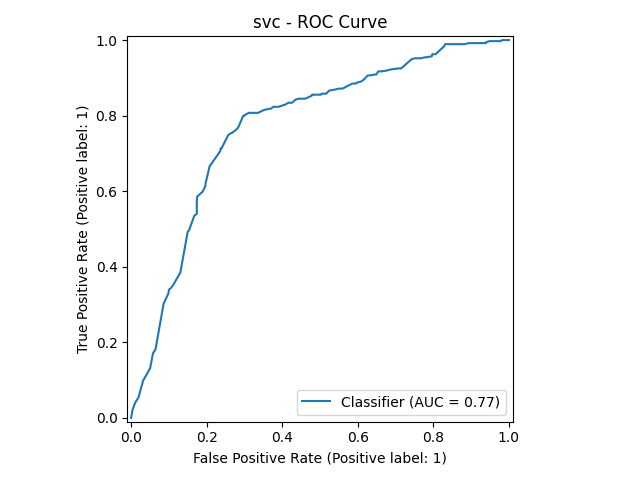 svc - ROC Curve
1.0
0.8
0.6
0.4
0.2
0.0
True Positive Rate (Positive label: 1)
Classifier (AUC = 0.77)
0.0 0.2 0.4 0.6 0.8 1.0
False Positive Rate (Positive label: 1)